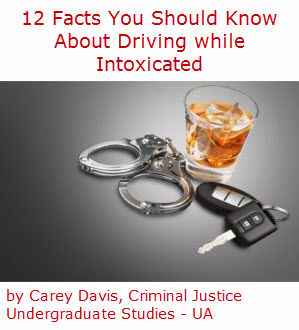 12 Facts You Should Know
About Driving while
Intoxicated
by Carey Davis, Criminal Justice
Undergraduate Studies - UA